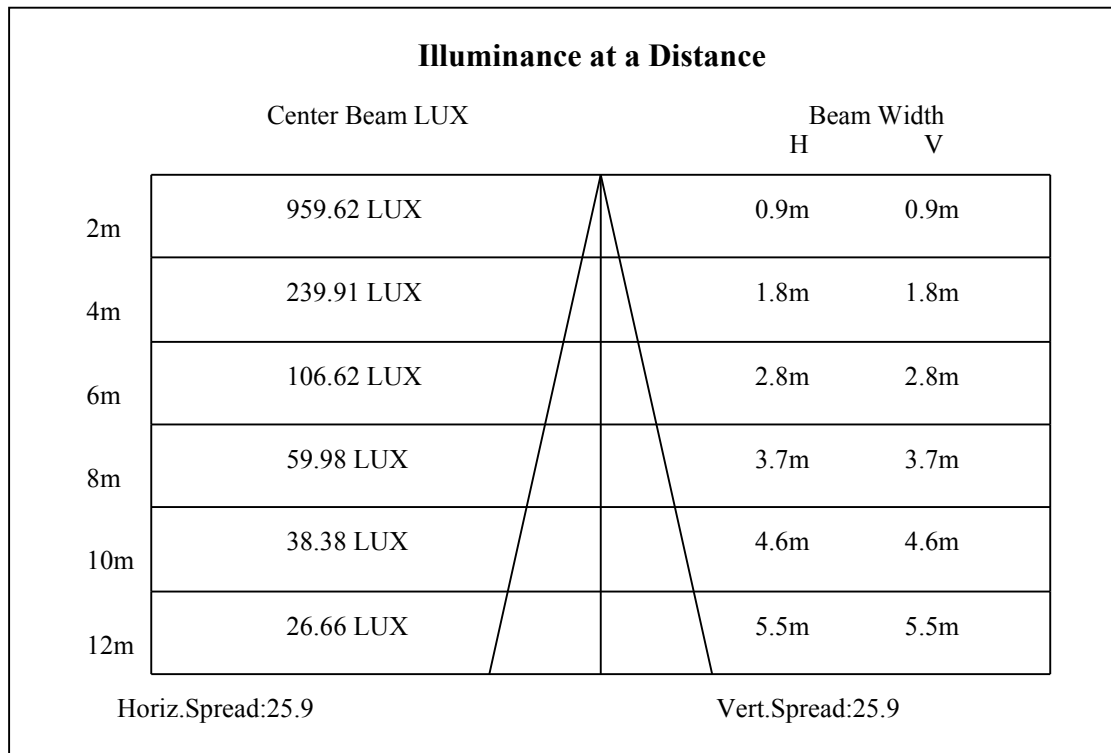 Illuminance at a Distance
Center Beam LUX Beam Width
H V
2m 959.62 LUX 0.9m 0.9m
4m 239.91 LUX 1.8m 1.8m
6m 106.62 LUX 2.8m 2.8m
8m 59.98 LUX 3.7m 3.7m
10m 38.38 LUX 4.6m 4.6m
12m 26.66 LUX 5.5m 5.5m
Horiz.Spread:25.9 Vert.Spread:25.9